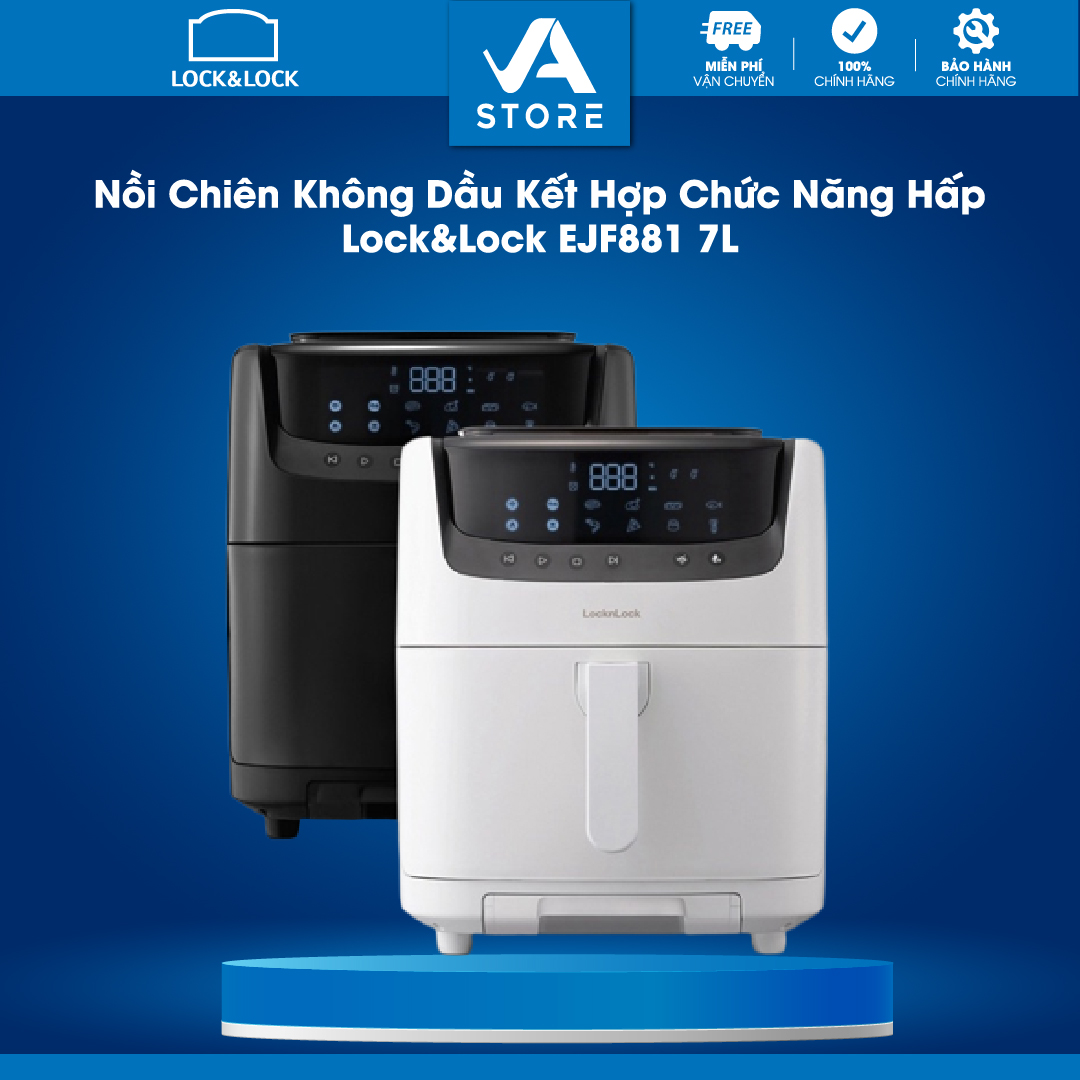 LOCK&LOCK
VA
STORE
FREE
MIỄN PHÍ
VẬN CHUYỂN
100%
CHÍNH HÃNG
BẢO HÀNH
CHÍNH HÃNG
Nồi Chiên Không Dầu Kết Hợp Chức Năng Hấp
Lock&Lock EJF881 7L
888
888
LocknLock